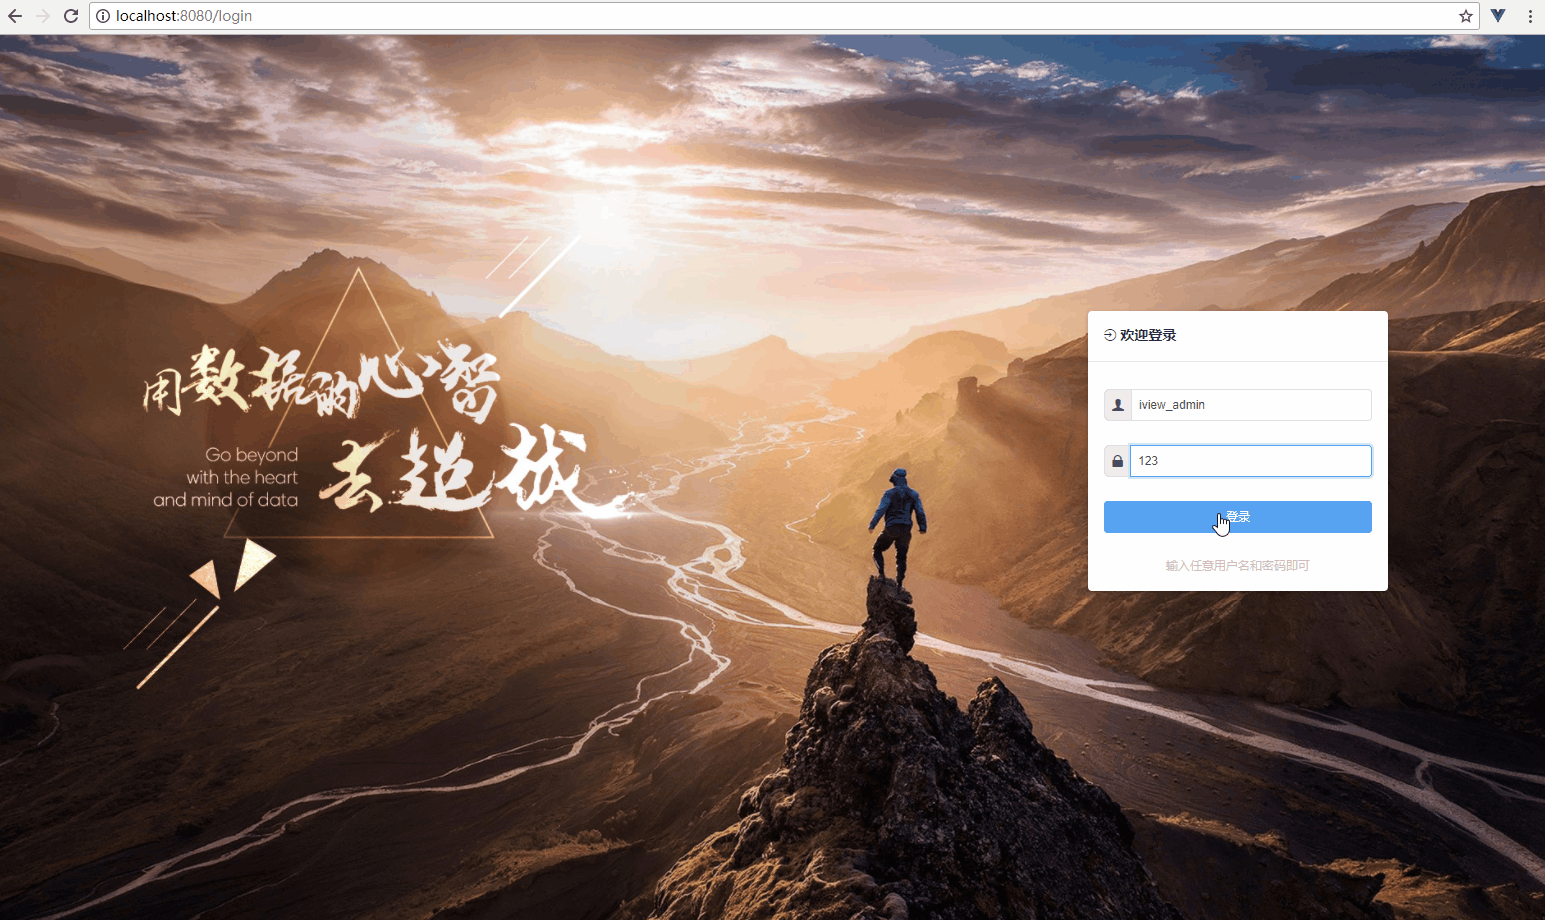 localhost:8080/login
用数据的心智
去超越
Go beyond
with the heart
and mind of data
欢迎登录
iview_admin
123
登录
输入任意用户名和密码即可